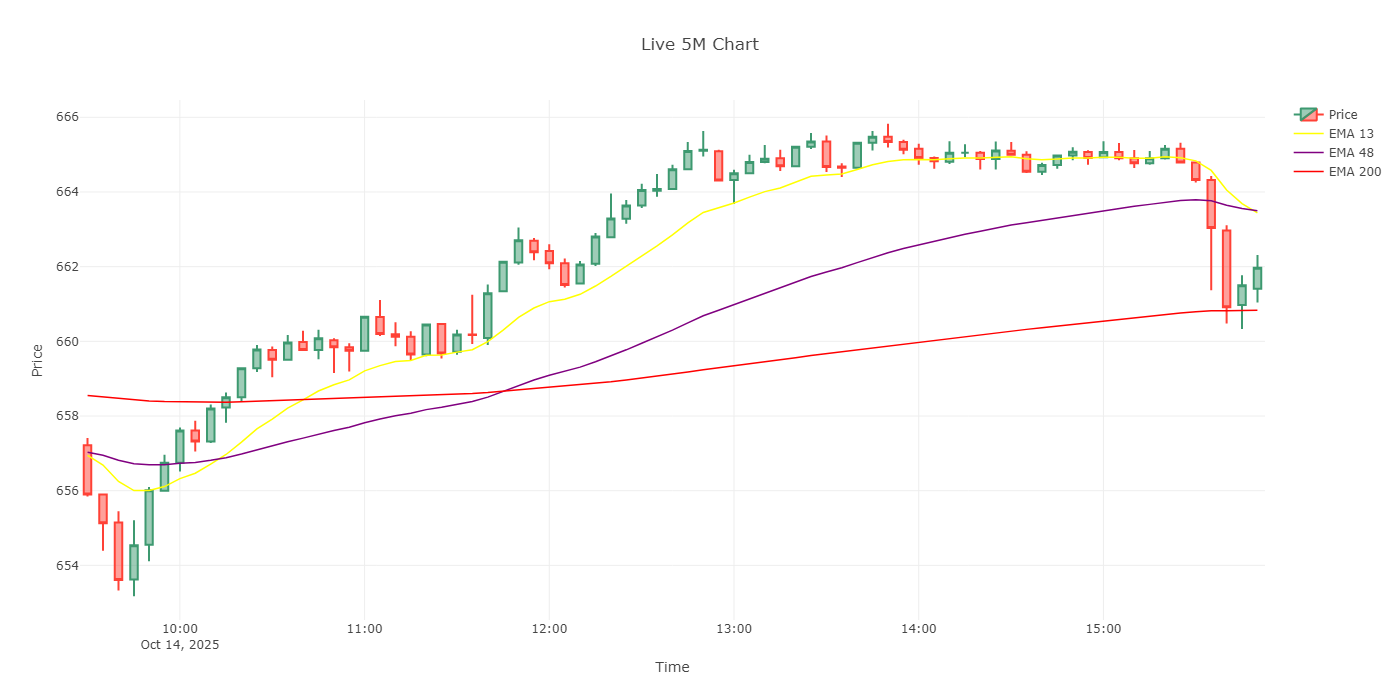 Live 5M Chart
Price
EMA 13
EMA 48
EMA 200
666
664
662
660
658
656
654
Price
10:00 11:00 12:00 13:00 14:00 15:00
Oct 14, 2025
Time